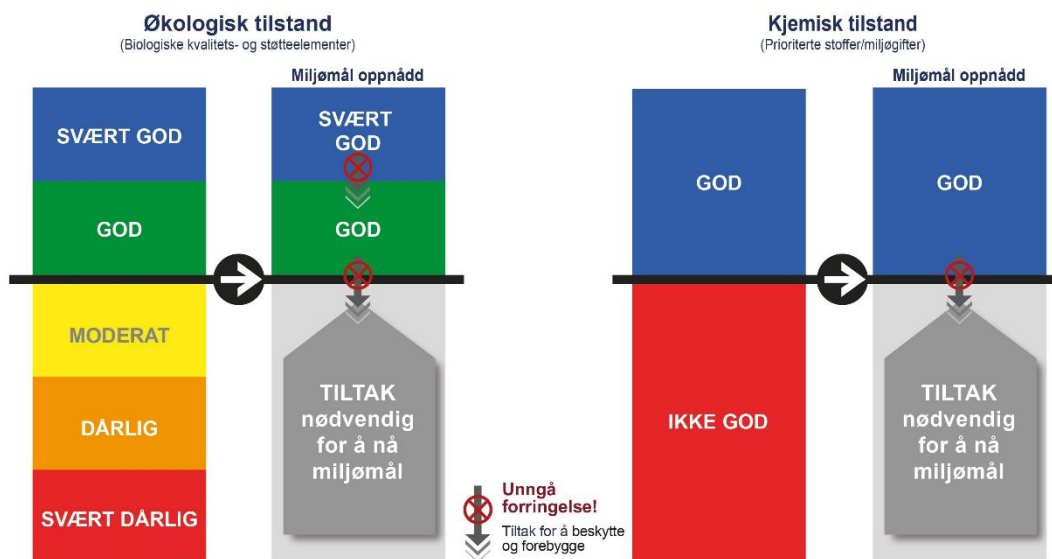 Økologisk tilstand
(Biologiske kvalitets- og støtteelementer)
Miljømål oppnådd
SVÆRT GOD
GOD
MODERAT
DÅRLIG
SVÆRT DÅRLIG
SVÆRT
GOD
GOD
TILTAK
nødvendig
for å nå
miljømål
Unngå
forringelse!
Tiltak for å beskytte
og forebygge
Kjemisk tilstand
(Prioriterte stoffer/miljøgifter)
Miljømål oppnådd
GOD
IKKE GOD
GOD
TILTAK
nødvendig
for å nå
miljømål